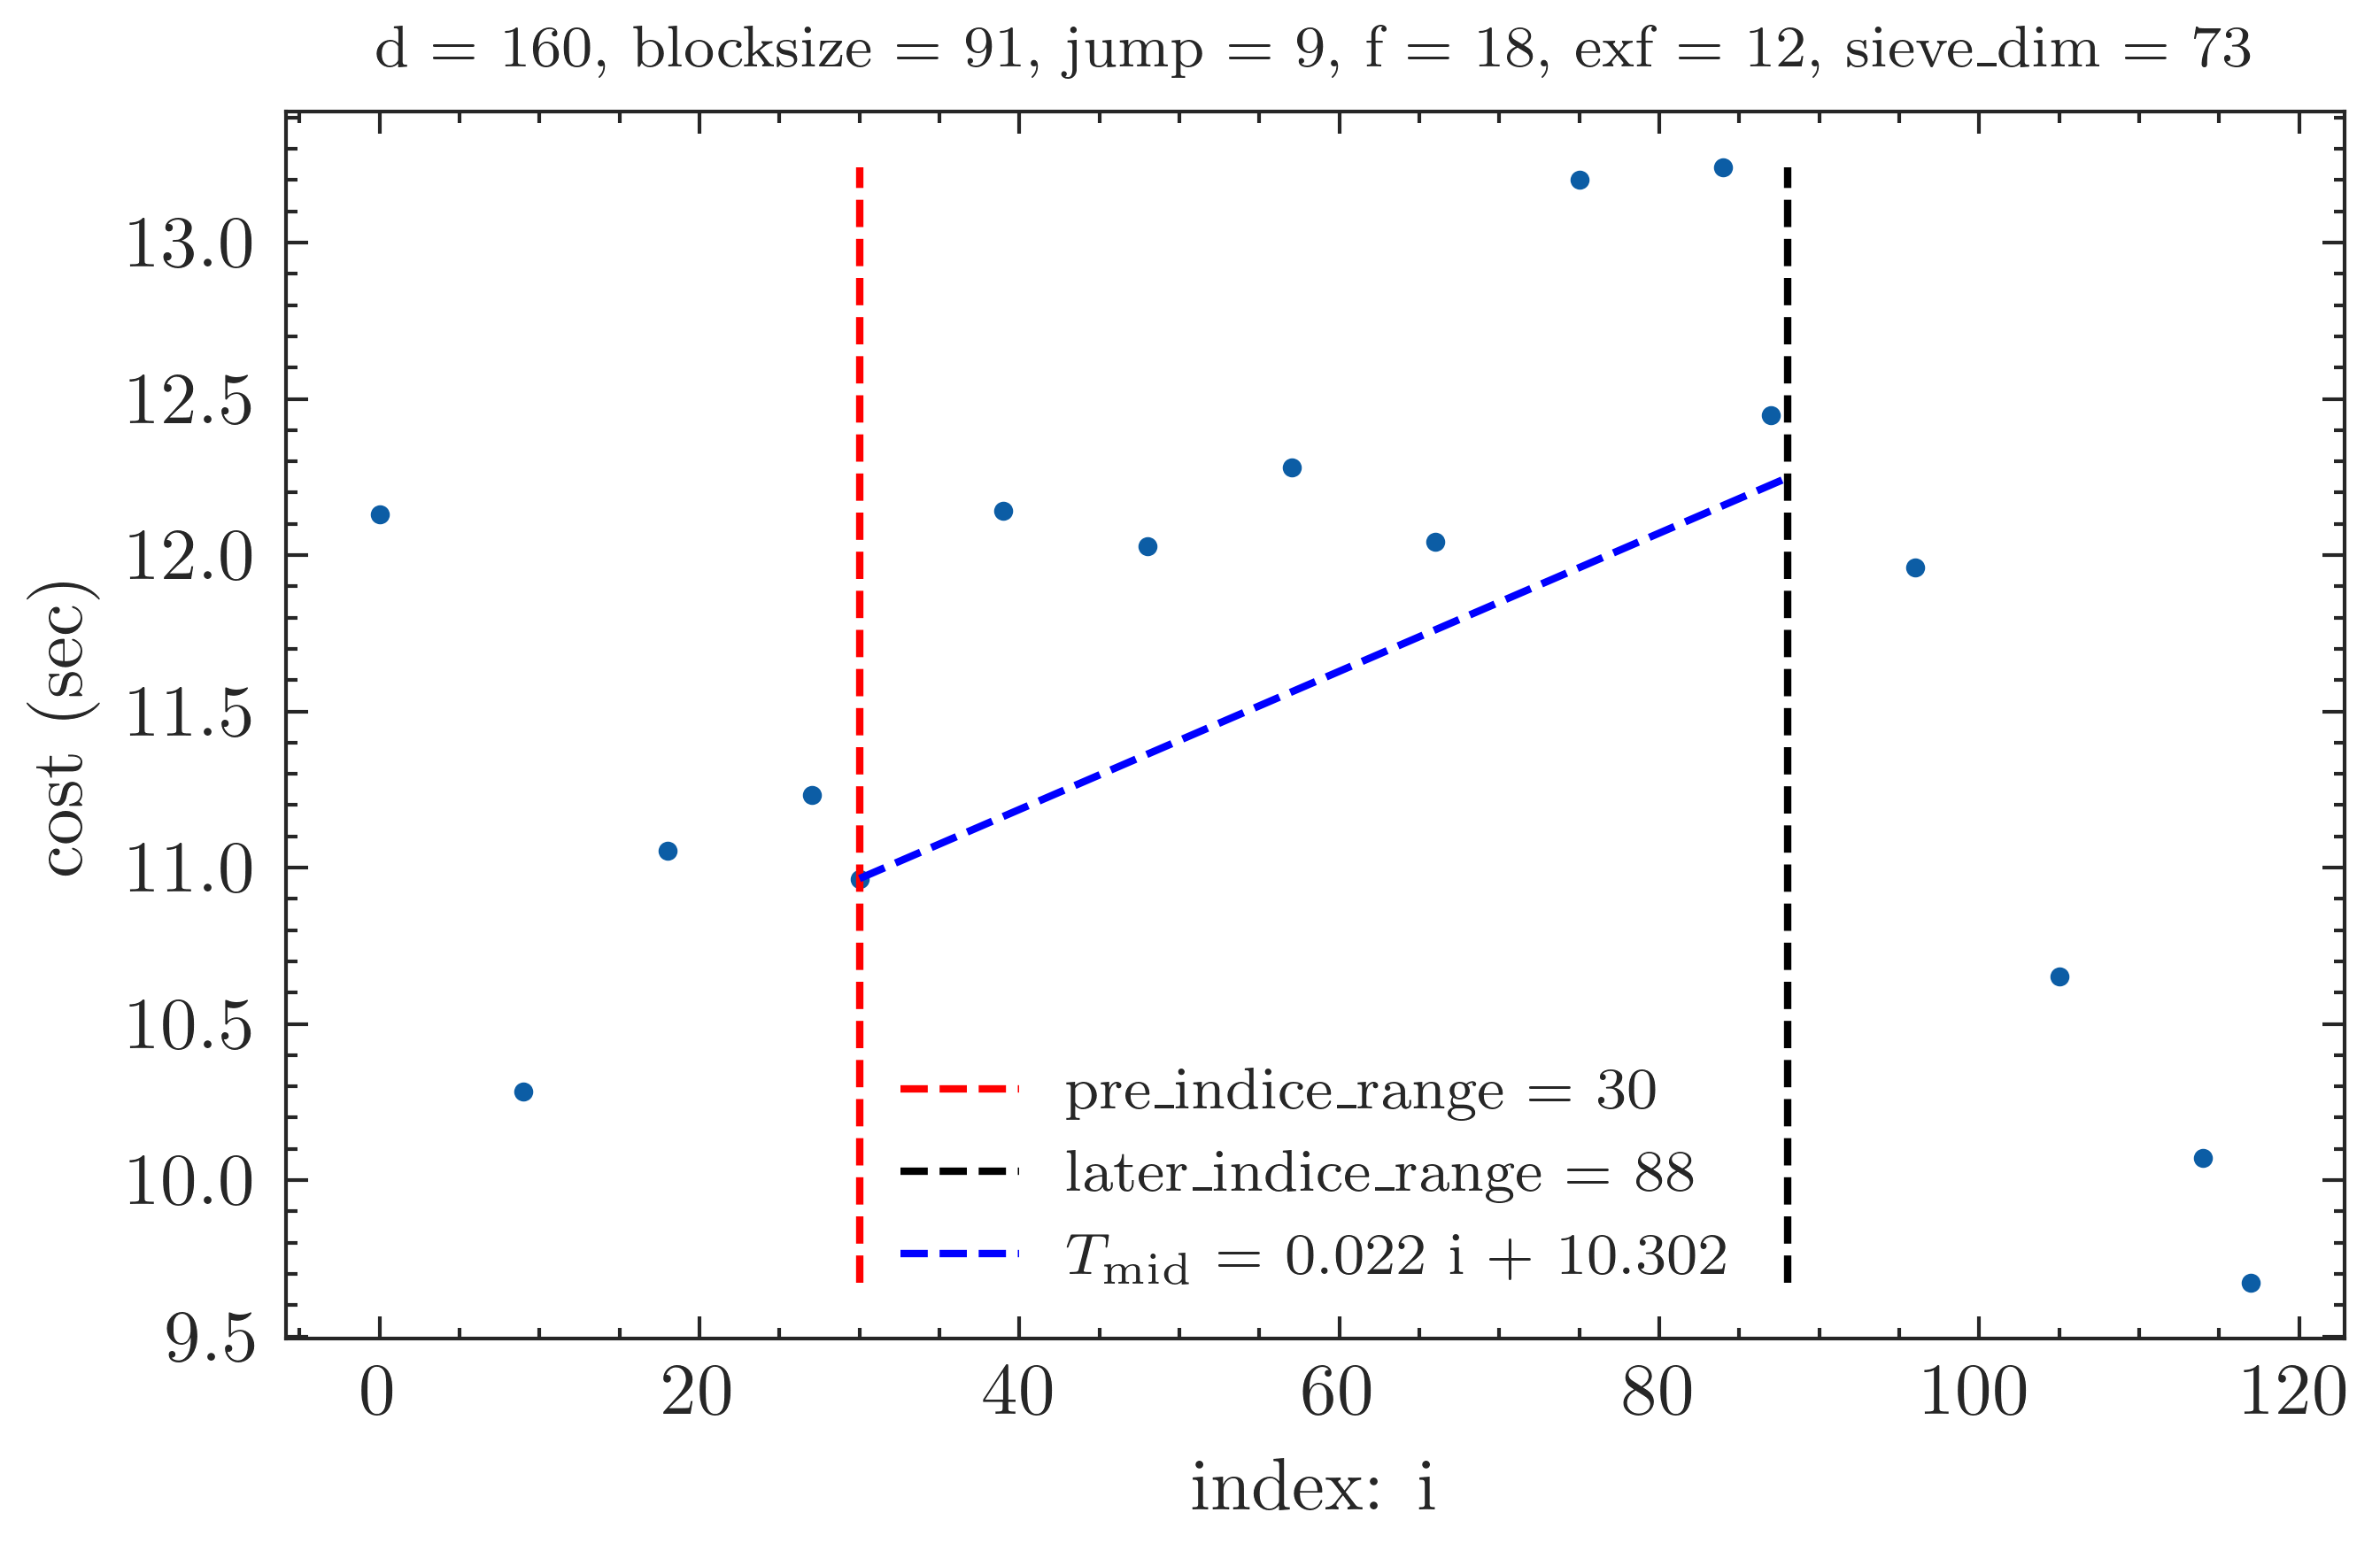 d = 160, blocksize = 91, jump = 9, f = 18, exf = 12, sieve_dim = 73
cost (sec)
13.0
12.5
12.0
11.5
11.0
10.5
10.0
9.5
pre_indice_range = 30
later_indice_range = 88
T_mid = 0.022 i + 10.302
0 20 40 60 80 100 120
index: i